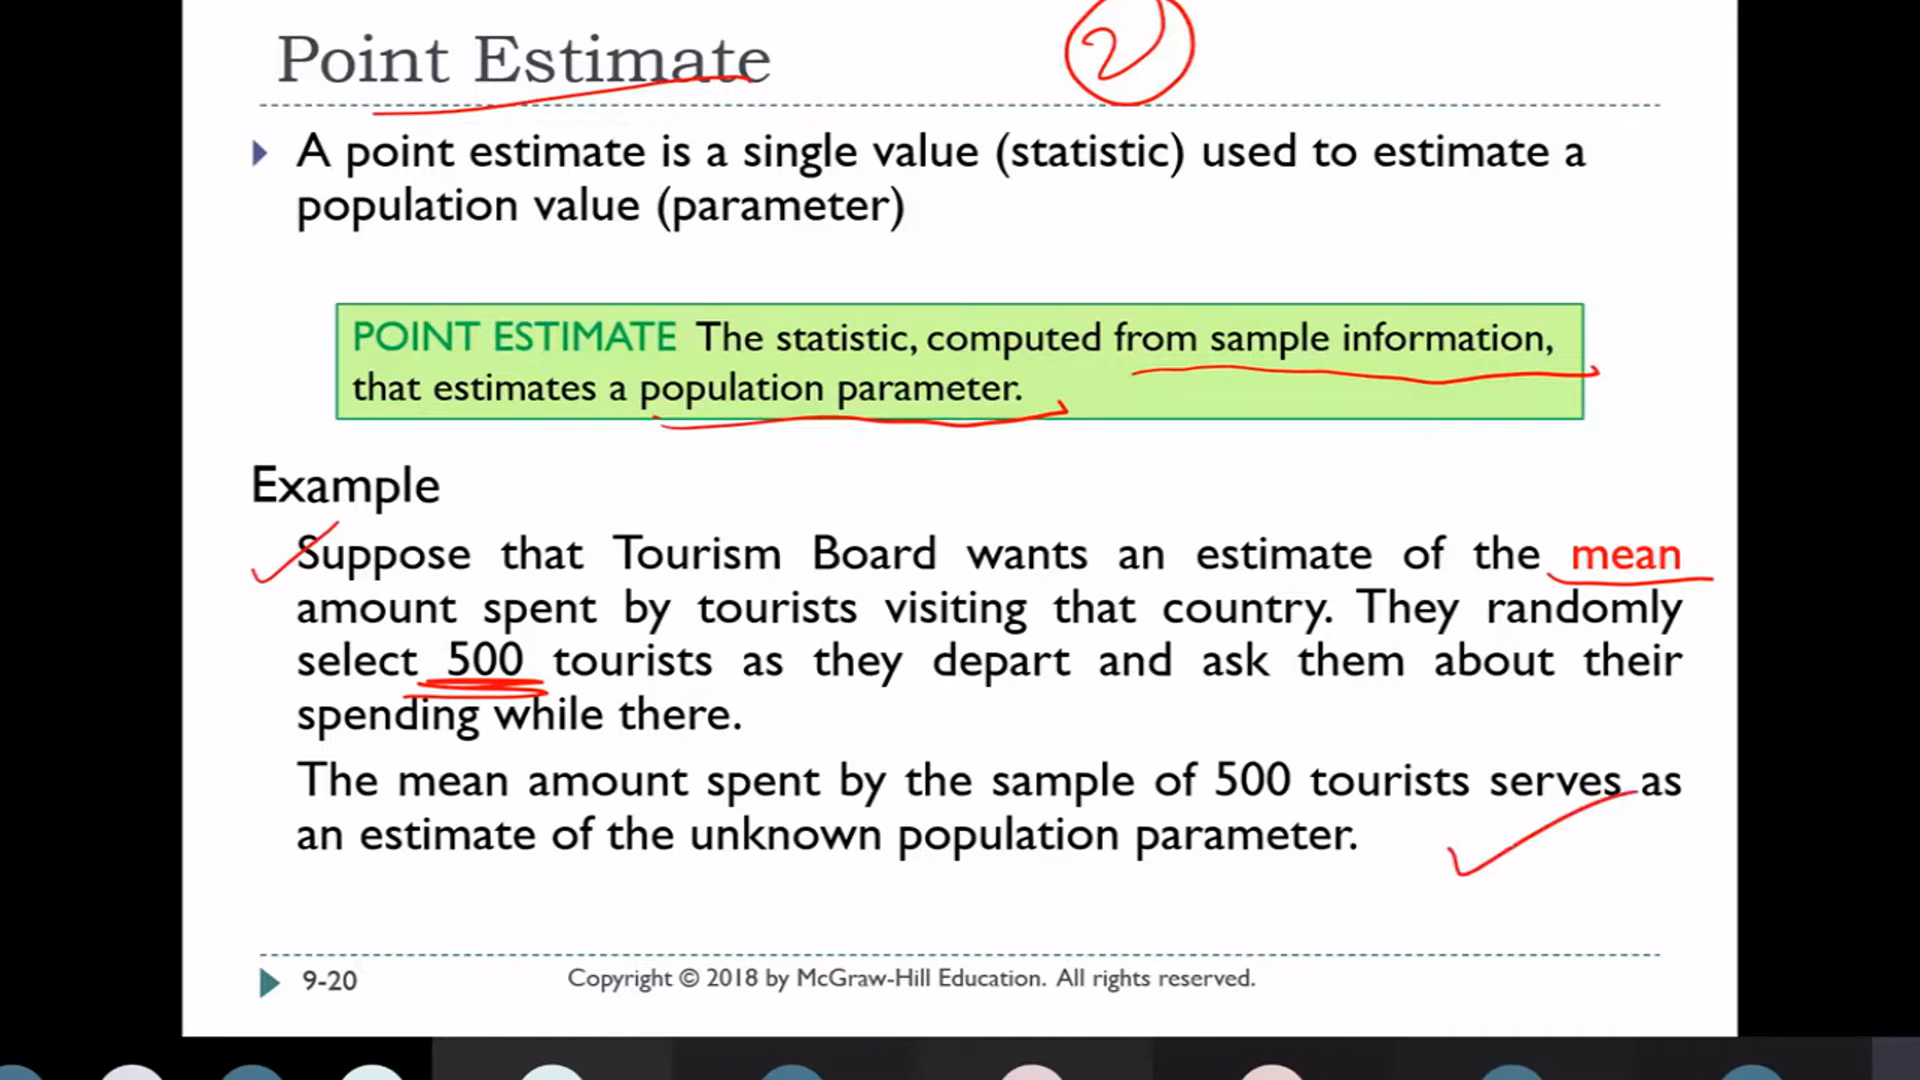 Point Estimate
2
A point estimate is a single value (statistic) used to estimate a
population value (parameter)
POINT ESTIMATE The statistic, computed from sample information,
that estimates a population parameter.
Example
Suppose that Tourism Board wants an estimate of the mean
amount spent by tourists visiting that country. They randomly
select 500 tourists as they depart and ask them about their
spending while there.
The mean amount spent by the sample of 500 tourists serves as
an estimate of the unknown population parameter.
9-20
Copyright © 2018 by McGraw-Hill Education. All rights reserved.